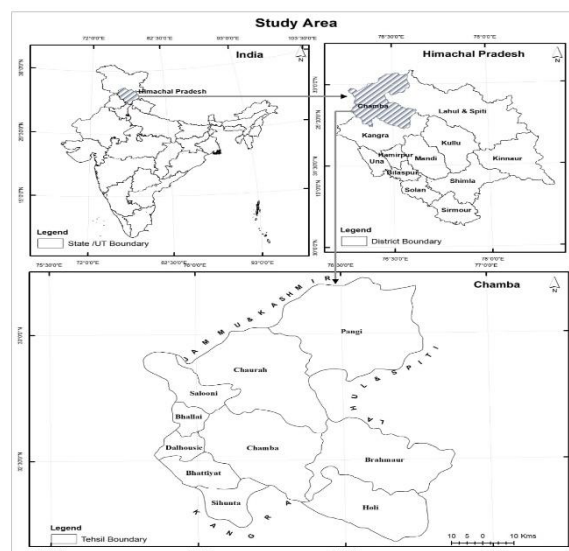 Study Area
India
N
Himachal Pradesh
Legend
State /UT Boundary
Himachal Pradesh
N
Chamba
Lahul & Spiti
Kangra
Kullu
Hamirpur
Una
Mandi
Kinnaur
Bilaspur
Shimla
Solan
Sirmour
Legend
District Boundary
Chamba
N
JAMMU & KASHMIR
Pangi
Chaurah
LAHUL & SPAITI
Salooni
Bhallai
Dalhousie
Chamba
Brahmaur
Bhattiyat
Sihunta
KANGRA
Holi
Legend
Tehsil Boundary
10 5 0 10 Kms